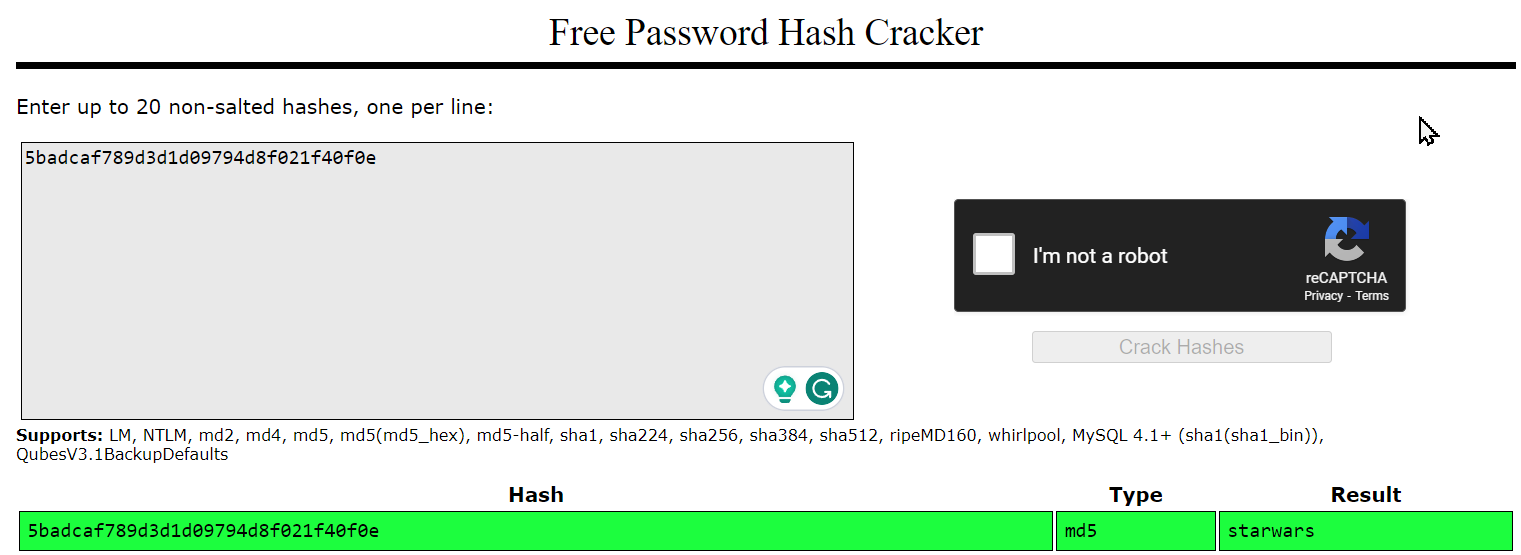 Free Password Hash Cracker
Enter up to 20 non-salted hashes, one per line:
5badcaf789d3d1d09794d8f021f40f0e
I'm not a robot
reCAPTCHA
Privacy - Terms
Crack Hashes
Supports: LM, NTLM, md2, md4, md5, md5(md5_hex), md5-half, sha1, sha224, sha256, sha384, sha512, ripeMD160, whirlpool, MySQL 4.1+ (sha1(sha1_bin)),
QubesV3.1BackupDefaults
Hash Type Result
5badcaf789d3d1d09794d8f021f40f0e md5 starwars